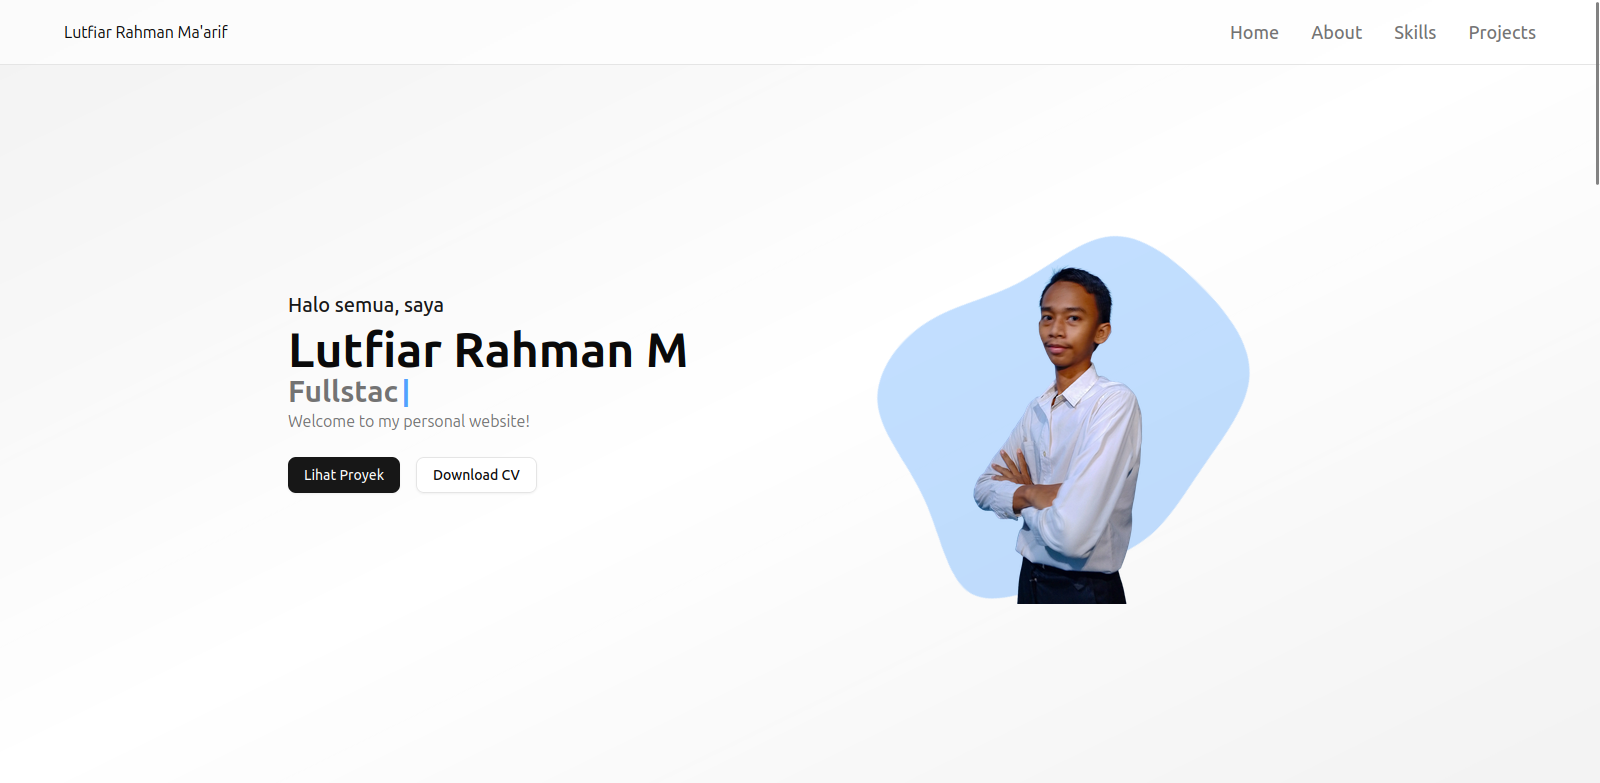 Lutfiar Rahman Ma'arif
Home About Skills Projects
Halo semua, saya
Lutfiar Rahman M
Fullstac
Welcome to my personal website!
Lihat Proyek Download CV